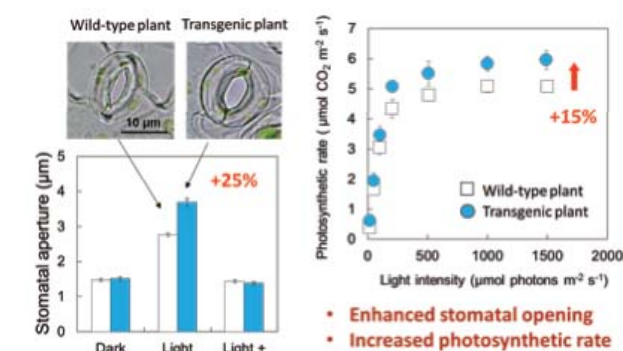 Wild-type plant Transgenic plant
10 µm
Stomatal aperture (µm)
5
4
3
2
1
0
+25%
Dark Light Light +
Photosynthetic rate ( µmol CO₂ m⁻² s⁻¹)
7
6
5
4
3
2
1
0
+15%
Wild-type plant
Transgenic plant
0 500 1000 1500 2000
Light intensity (µmol photons m⁻² s⁻¹)
• Enhanced stomatal opening
• Increased photosynthetic rate